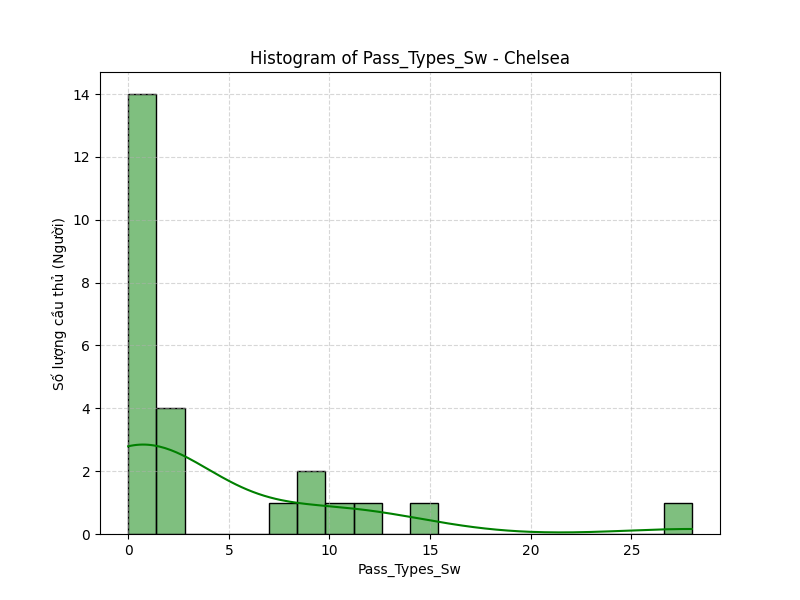 Histogram of Pass_Types_Sw - Chelsea
Số lượng cầu thủ (Người)
14
12
10
8
6
4
2
0
0 5 10 15 20 25
Pass_Types_Sw